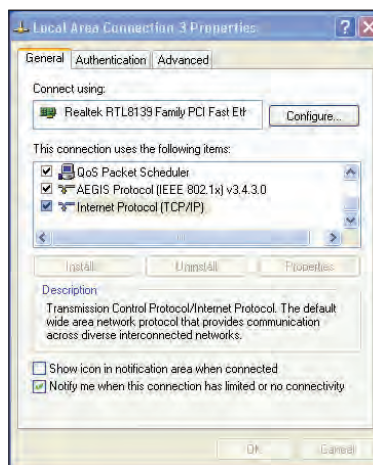 Local Area Connection 3 Properties
General Authentication Advanced
Connect using:
Realtek RTL8139 Family PCI Fast Eth
Configure...
This connection uses the following items:
QoS Packet Scheduler
AEGIS Protocol (IEEE 802.1x) v3.4.3.0
Internet Protocol (TCP/IP)
Install... Uninstall Properties
Description
Transmission Control Protocol/Internet Protocol. The default
wide area network protocol that provides communication
across diverse interconnected networks.
Show icon in notification area when connected
Notify me when this connection has limited or no connectivity
OK Cancel